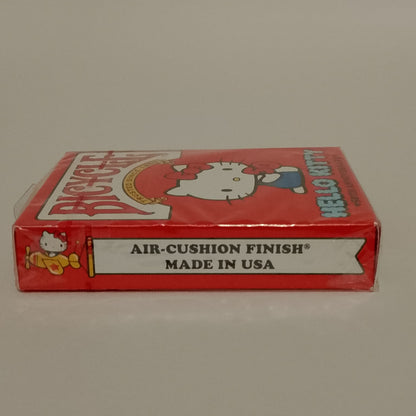 BICYCLE
HELLO KITTY
AIR-CUSHION FINISH®
MADE IN USA